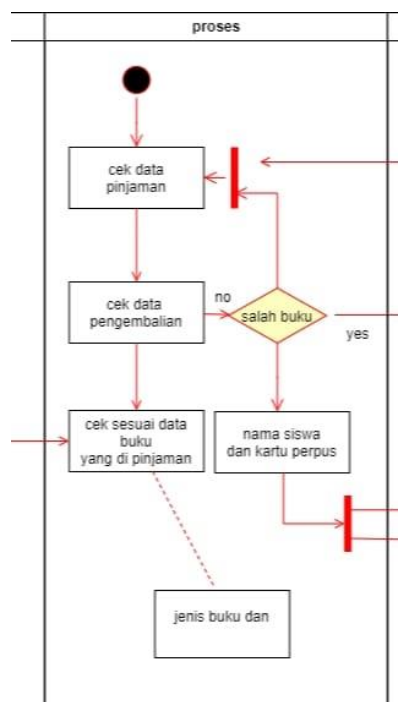 proses
cek data
pinjaman
cek data
pengembalian
no
salah buku
yes
cek sesuai data
buku
yang di pinjaman
nama siswa
dan kartu perpus
jenis buku dan